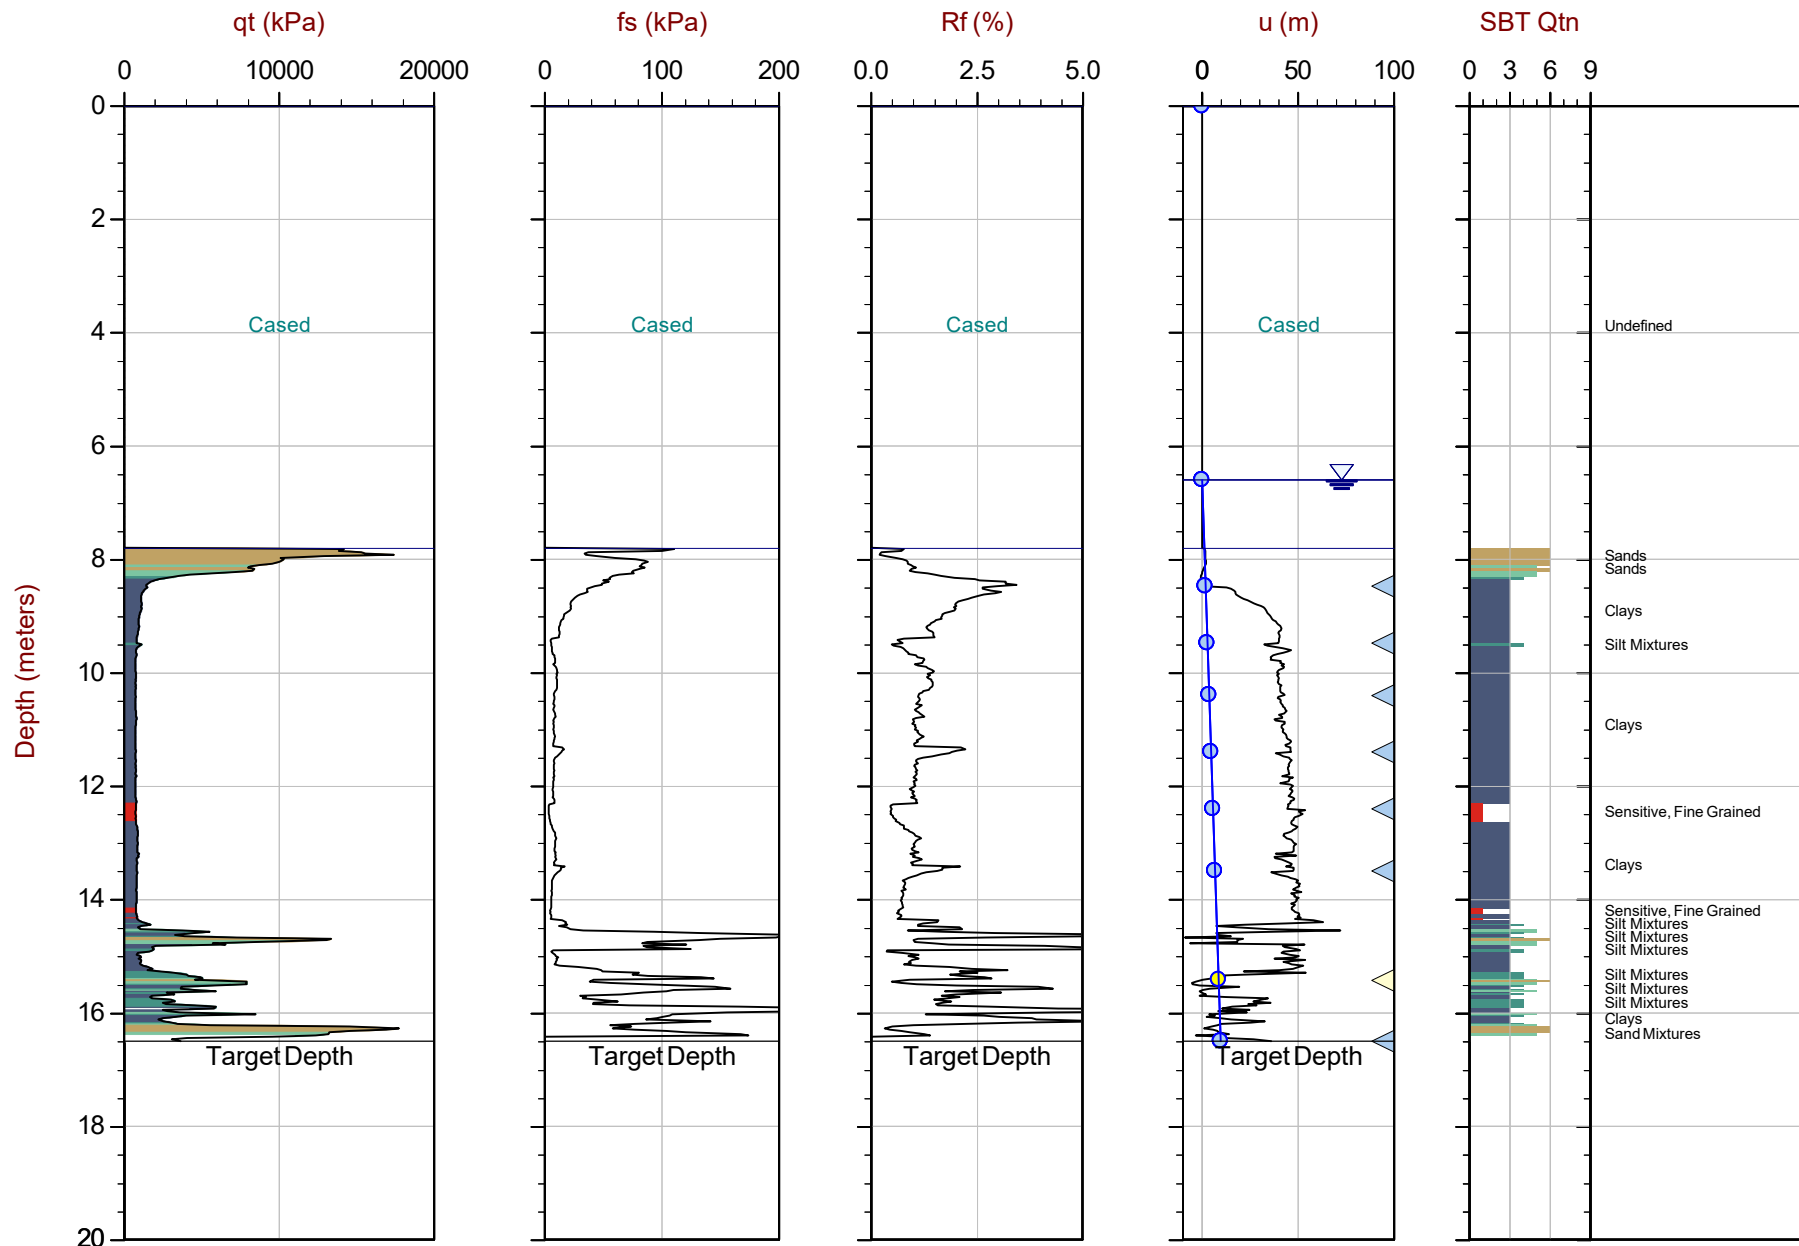 qt (kPa) fs (kPa) Rf (%) u (m) SBT Qtn
0 10000 20000 0 100 200 0.0 2.5 5.0 0 50 100 0 3 6 9
0
2
Cased Cased Cased Cased Undefined
4
6
8 Sands
Sands
Clays
Silt Mixtures
10
Clays
12
Sensitive, Fine Grained
Clays
14
Sensitive, Fine Grained
Silt Mixtures
Silt Mixtures
Silt Mixtures
Silt Mixtures
Silt Mixtures
Silt Mixtures
16
Clays
Sand Mixtures
Target Depth Target Depth Target Depth Target Depth
18
20
Depth (meters)